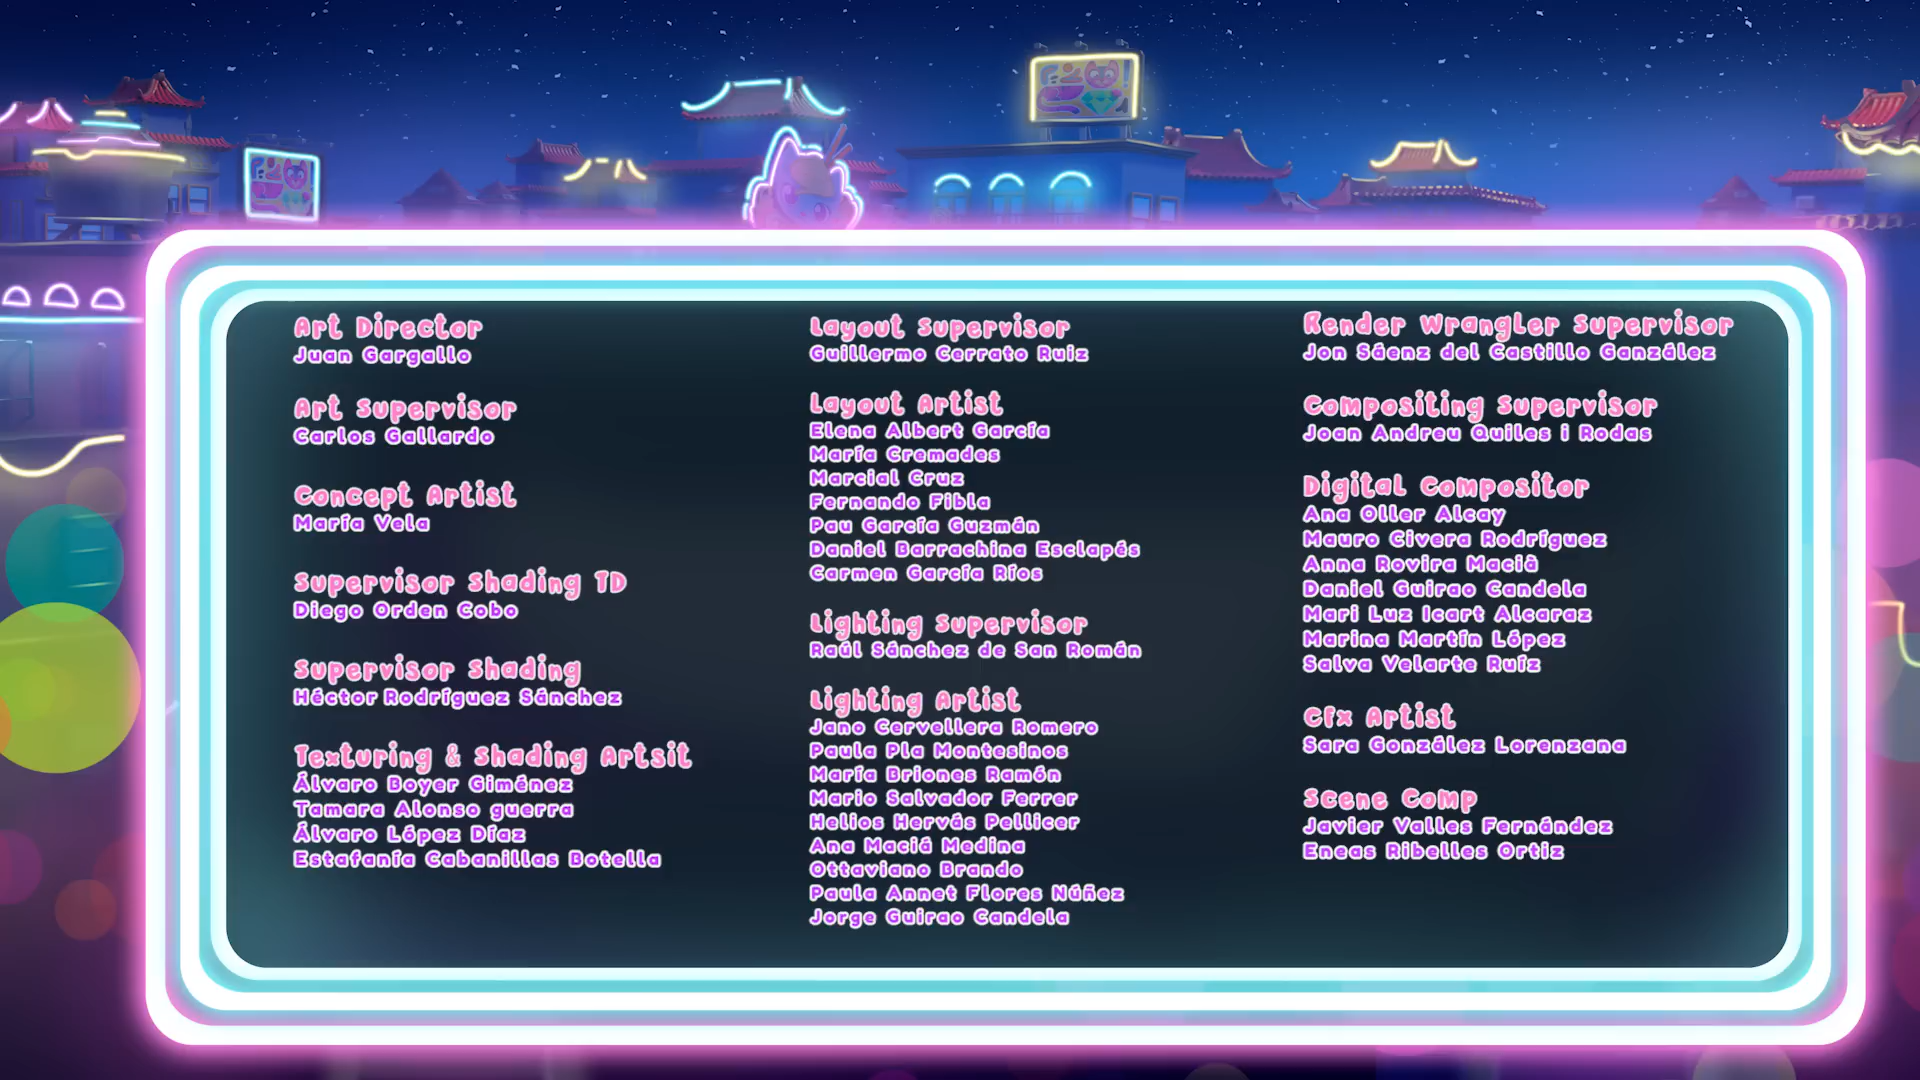 Art Director
Juan Gargallo
Art Supervisor
Carlos Gallardo
Concept Artist
María Vela
Supervisor Shading TD
Diego Orden Cobo
Supervisor Shading
Héctor Rodríguez Sánchez
Texturing & Shading Artsit
Álvaro Boyer Giménez
Tamara Alonso guerra
Álvaro López Díaz
Estafanía Cabanillas Botella
Layout Supervisor
Guillermo Cerrato Ruiz
Layout Artist
Elena Albert García
María Cremades
Marcial Cruz
Fernando Fibla
Pau García Guzmán
Daniel Barrachina Esclapés
Carmen García Ríos
Lighting Supervisor
Raúl Sánchez de San Román
Lighting Artist
Jano Cervellera Romero
Paula Pla Montesinos
María Briones Ramón
Mario Salvador Ferrer
Helios Hervás Pellicer
Ana Maciá Medina
Ottaviano Brando
Paula Annet Flores Núñez
Jorge Guirao Candela
Render Wrangler Supervisor
Jon Sáenz del Castillo Ganzález
Compositing Supervisor
Joan Andreu Quiles i Rodas
Digital Compositor
Ana Oller Alcay
Mauro Civera Rodríguez
Anna Rovira Macià
Daniel Guirao Candela
Mari Luz Icart Alcaraz
Marina Martín López
Salva Velarte Ruíz
Cfx Artist
Sara González Lorenzana
Scene Comp
Javier Valles Fernández
Eneas Ribelles Ortiz